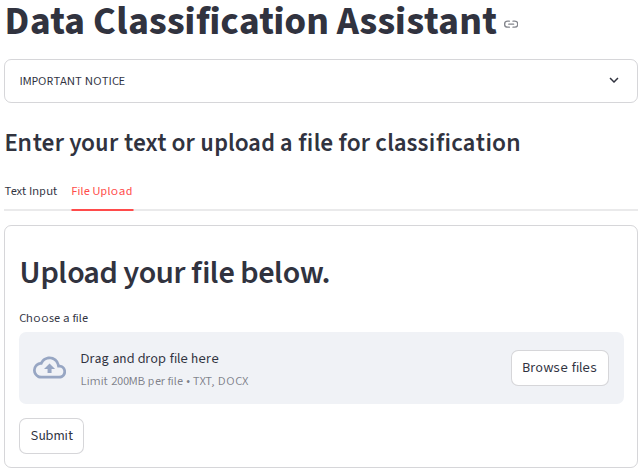 Data Classification Assistant
IMPORTANT NOTICE
Enter your text or upload a file for classification
Text Input File Upload
Upload your file below.
Choose a file
Drag and drop file here
Limit 200MB per file • TXT, DOCX
Browse files
Submit